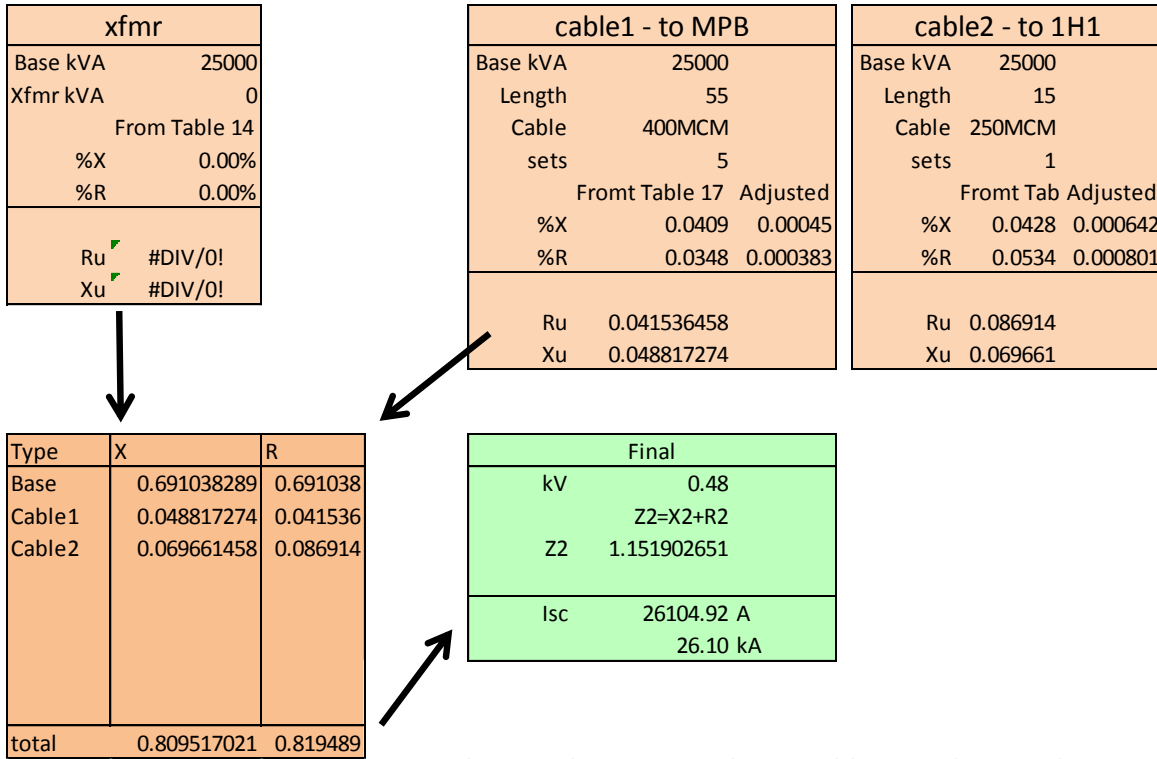 xfmr
Base kVA 25000
Xfmr kVA 0
From Table 14
%X 0.00%
%R 0.00%
Ru #DIV/0!
Xu #DIV/0!
cable1 - to MPB
Base kVA 25000
Length 55
Cable 400MCM
sets 5
Fromt Table 17 Adjusted
%X 0.0409 0.00045
%R 0.0348 0.000383
Ru 0.041536458
Xu 0.048817274
cable2 - to 1H1
Base kVA 25000
Length 15
Cable 250MCM
sets 1
Fromt Tab Adjusted
%X 0.0428 0.000642
%R 0.0534 0.000801
Ru 0.086914
Xu 0.069661
Type X R
Base 0.691038289 0.691038
Cable1 0.048817274 0.041536
Cable2 0.069661458 0.086914
total 0.809517021 0.819489
Final
kV 0.48
Z2=X2+R2
Z2 1.151902651
Isc 26104.92 A
26.10 kA